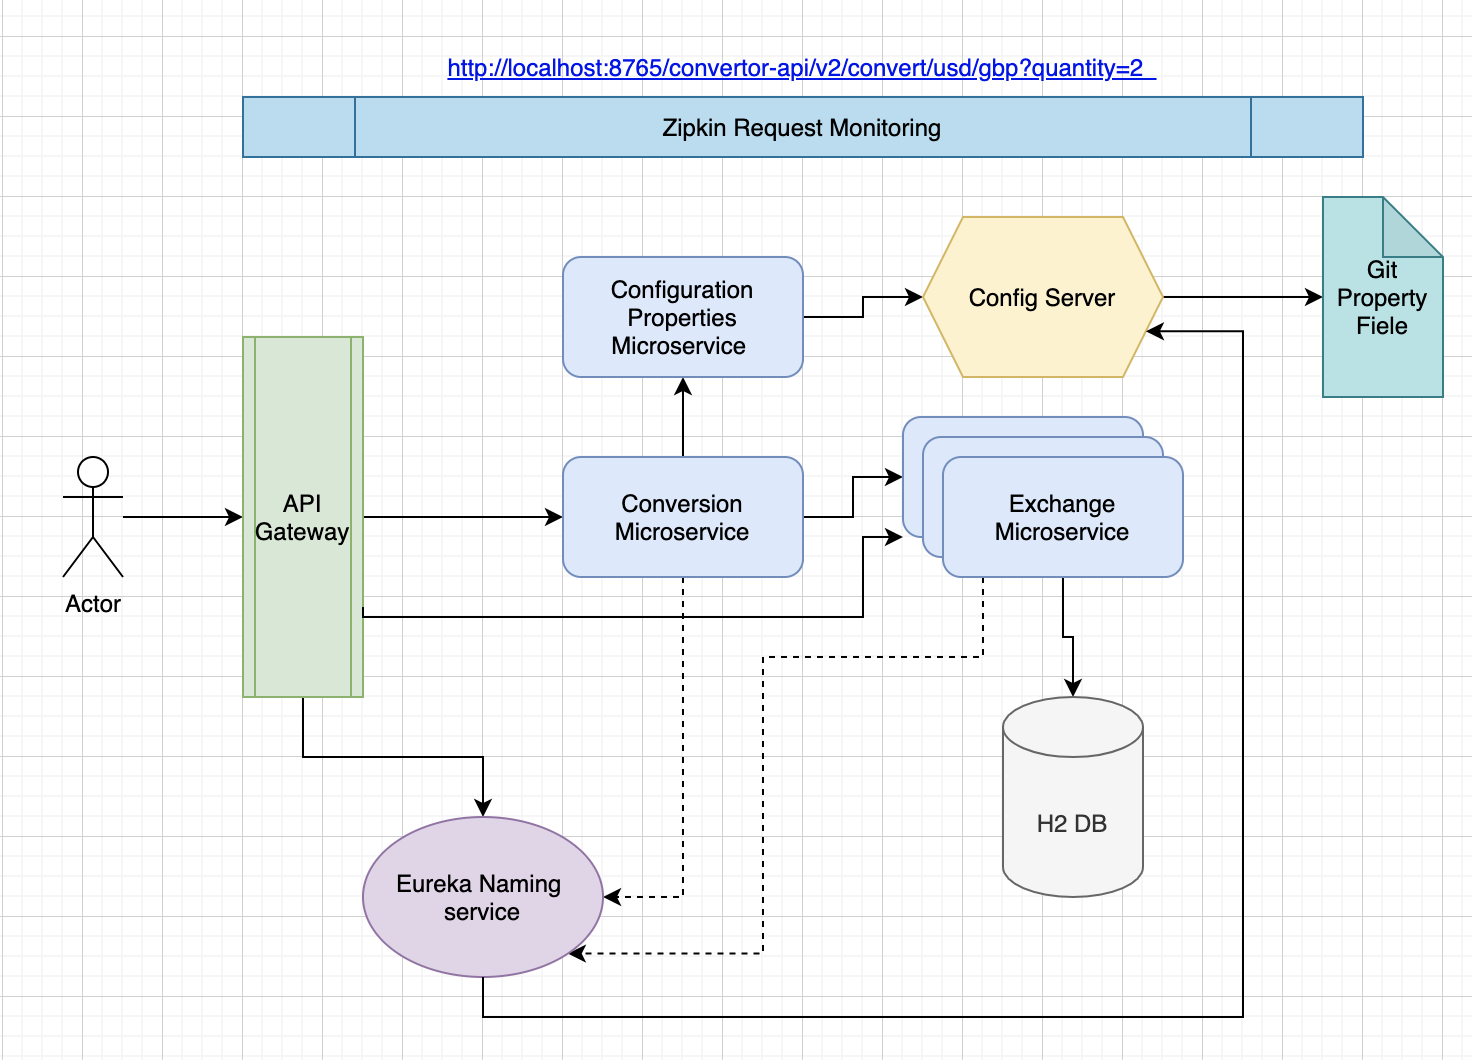 http://localhost:8765/convertor-api/v2/convert/usd/gbp?quantity=2
Zipkin Request Monitoring
Git
Property
Fiele
Configuration
Properties
Microservice
Config Server
API
Gateway
Conversion
Microservice
Exchange
Microservice
Actor
H2 DB
Eureka Naming
service